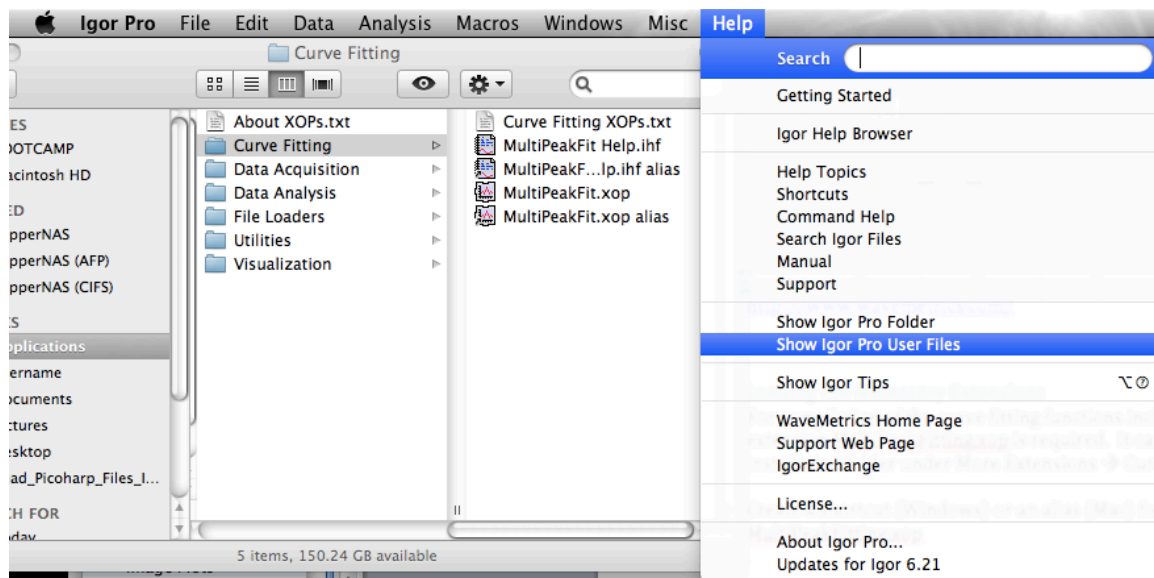 Igor Pro File Edit Data Analysis Macros Windows Misc Help
Curve Fitting
ES
OOTCAMP
acintosh HD
ED
pperNAS
pperNAS (AFP)
pperNAS (CIFS)
ES
pplications
ername
ocuments
ctures
esktop
ad_Picoharp_Files_I...
CH FOR
oday
About XOPs.txt
Curve Fitting
Data Acquisition
Data Analysis
File Loaders
Utilities
Visualization
Curve Fitting XOPs.txt
MultiPeakFit Help.ihf
MultiPeakF...lp.ihf alias
MultiPeakFit.xop
MultiPeakFit.xop alias
5 items, 150.24 GB available
Search
Getting Started
Igor Help Browser
Help Topics
Shortcuts
Command Help
Search Igor Files
Manual
Support
Show Igor Pro Folder
Show Igor Pro User Files
Show Igor Tips
WaveMetrics Home Page
Support Web Page
IgorExchange
License...
About Igor Pro...
Updates for Igor 6.21